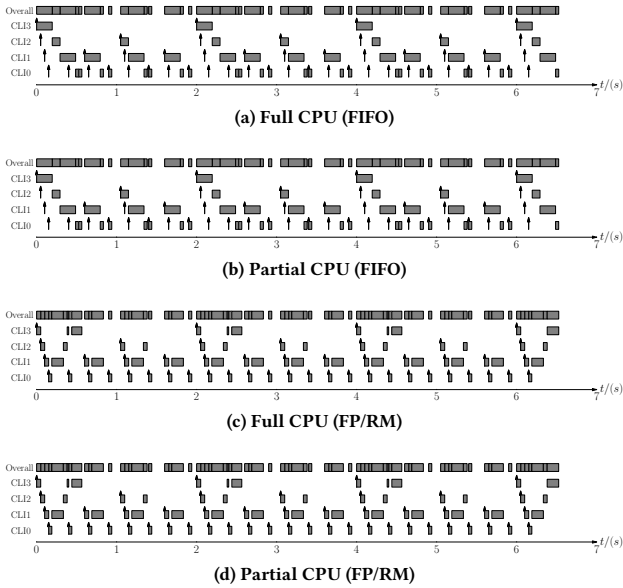 Overall
CLI3
CLI2
CLI1
CLI0
0 1 2 3 4 5 6 7 t/(s)
(a) Full CPU (FIFO)
Overall
CLI3
CLI2
CLI1
CLI0
0 1 2 3 4 5 6 7 t/(s)
(b) Partial CPU (FIFO)
Overall
CLI3
CLI2
CLI1
CLI0
0 1 2 3 4 5 6 7 t/(s)
(c) Full CPU (FP/RM)
Overall
CLI3
CLI2
CLI1
CLI0
0 1 2 3 4 5 6 7 t/(s)
(d) Partial CPU (FP/RM)